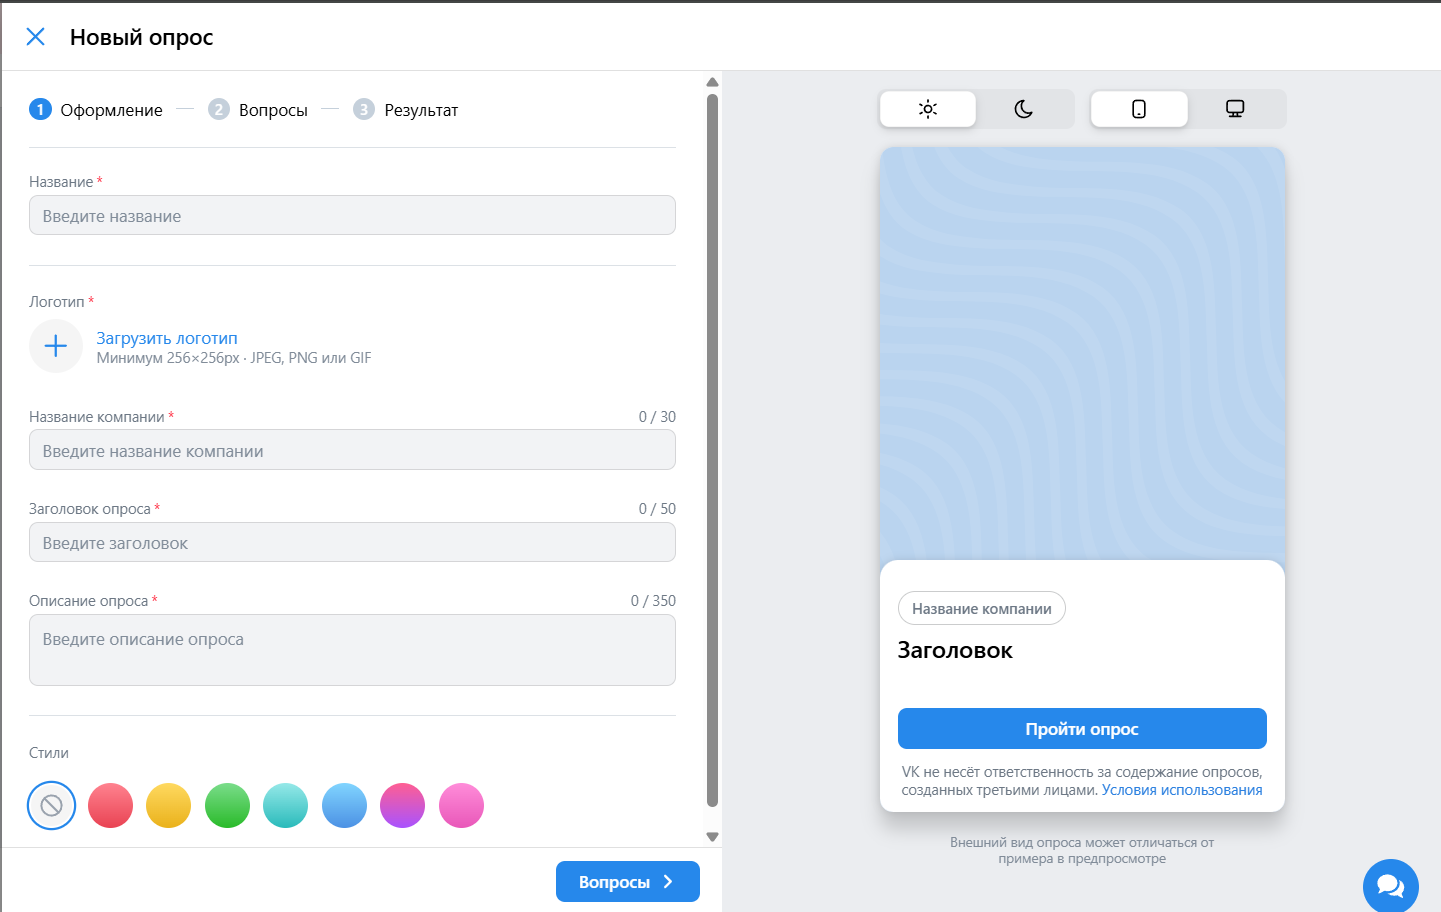 Новый опрос
1 Оформление 2 Вопросы 3 Результат
Название *
Введите название
Логотип *
Загрузить логотип
Минимум 256×256px · JPEG, PNG или GIF
Название компании * 0 / 30
Введите название компании
Заголовок опроса * 0 / 50
Введите заголовок
Описание опроса * 0 / 350
Введите описание опроса
Стили
Вопросы
Название компании
Заголовок
Пройти опрос
VK не несёт ответственность за содержание опросов,
созданных третьими лицами. Условия использования
Внешний вид опроса может отличаться от
примера в предпросмотре